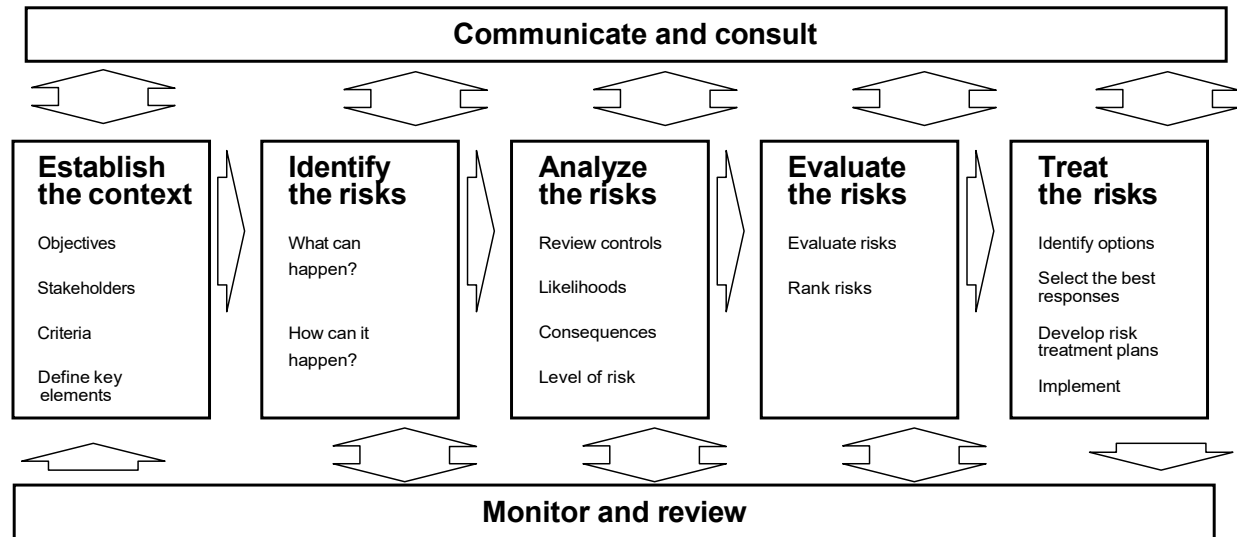 Communicate and consult
Establish
the context
Objectives
Stakeholders
Criteria
Define key
elements
Identify
the risks
What can
happen?
How can it
happen?
Analyze
the risks
Review controls
Likelihoods
Consequences
Level of risk
Evaluate
the risks
Evaluate risks
Rank risks
Treat
the risks
Identify options
Select the best
responses
Develop risk
treatment plans
Implement
Monitor and review